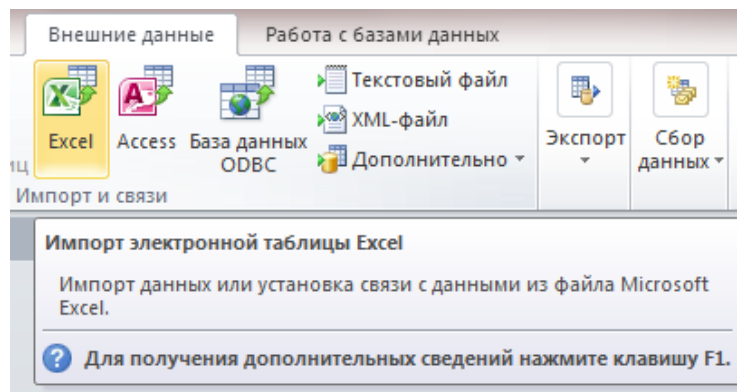 Внешние данные
Работа с базами данных
Excel
Access
База данных
ODBC
Текстовый файл
XML-файл
Дополнительно
Экспорт
Сбор
данных
иц
Импорт и связи
Импорт электронной таблицы Excel
Импорт данных или установка связи с данными из файла Microsoft
Excel.
Для получения дополнительных сведений нажмите клавишу F1.